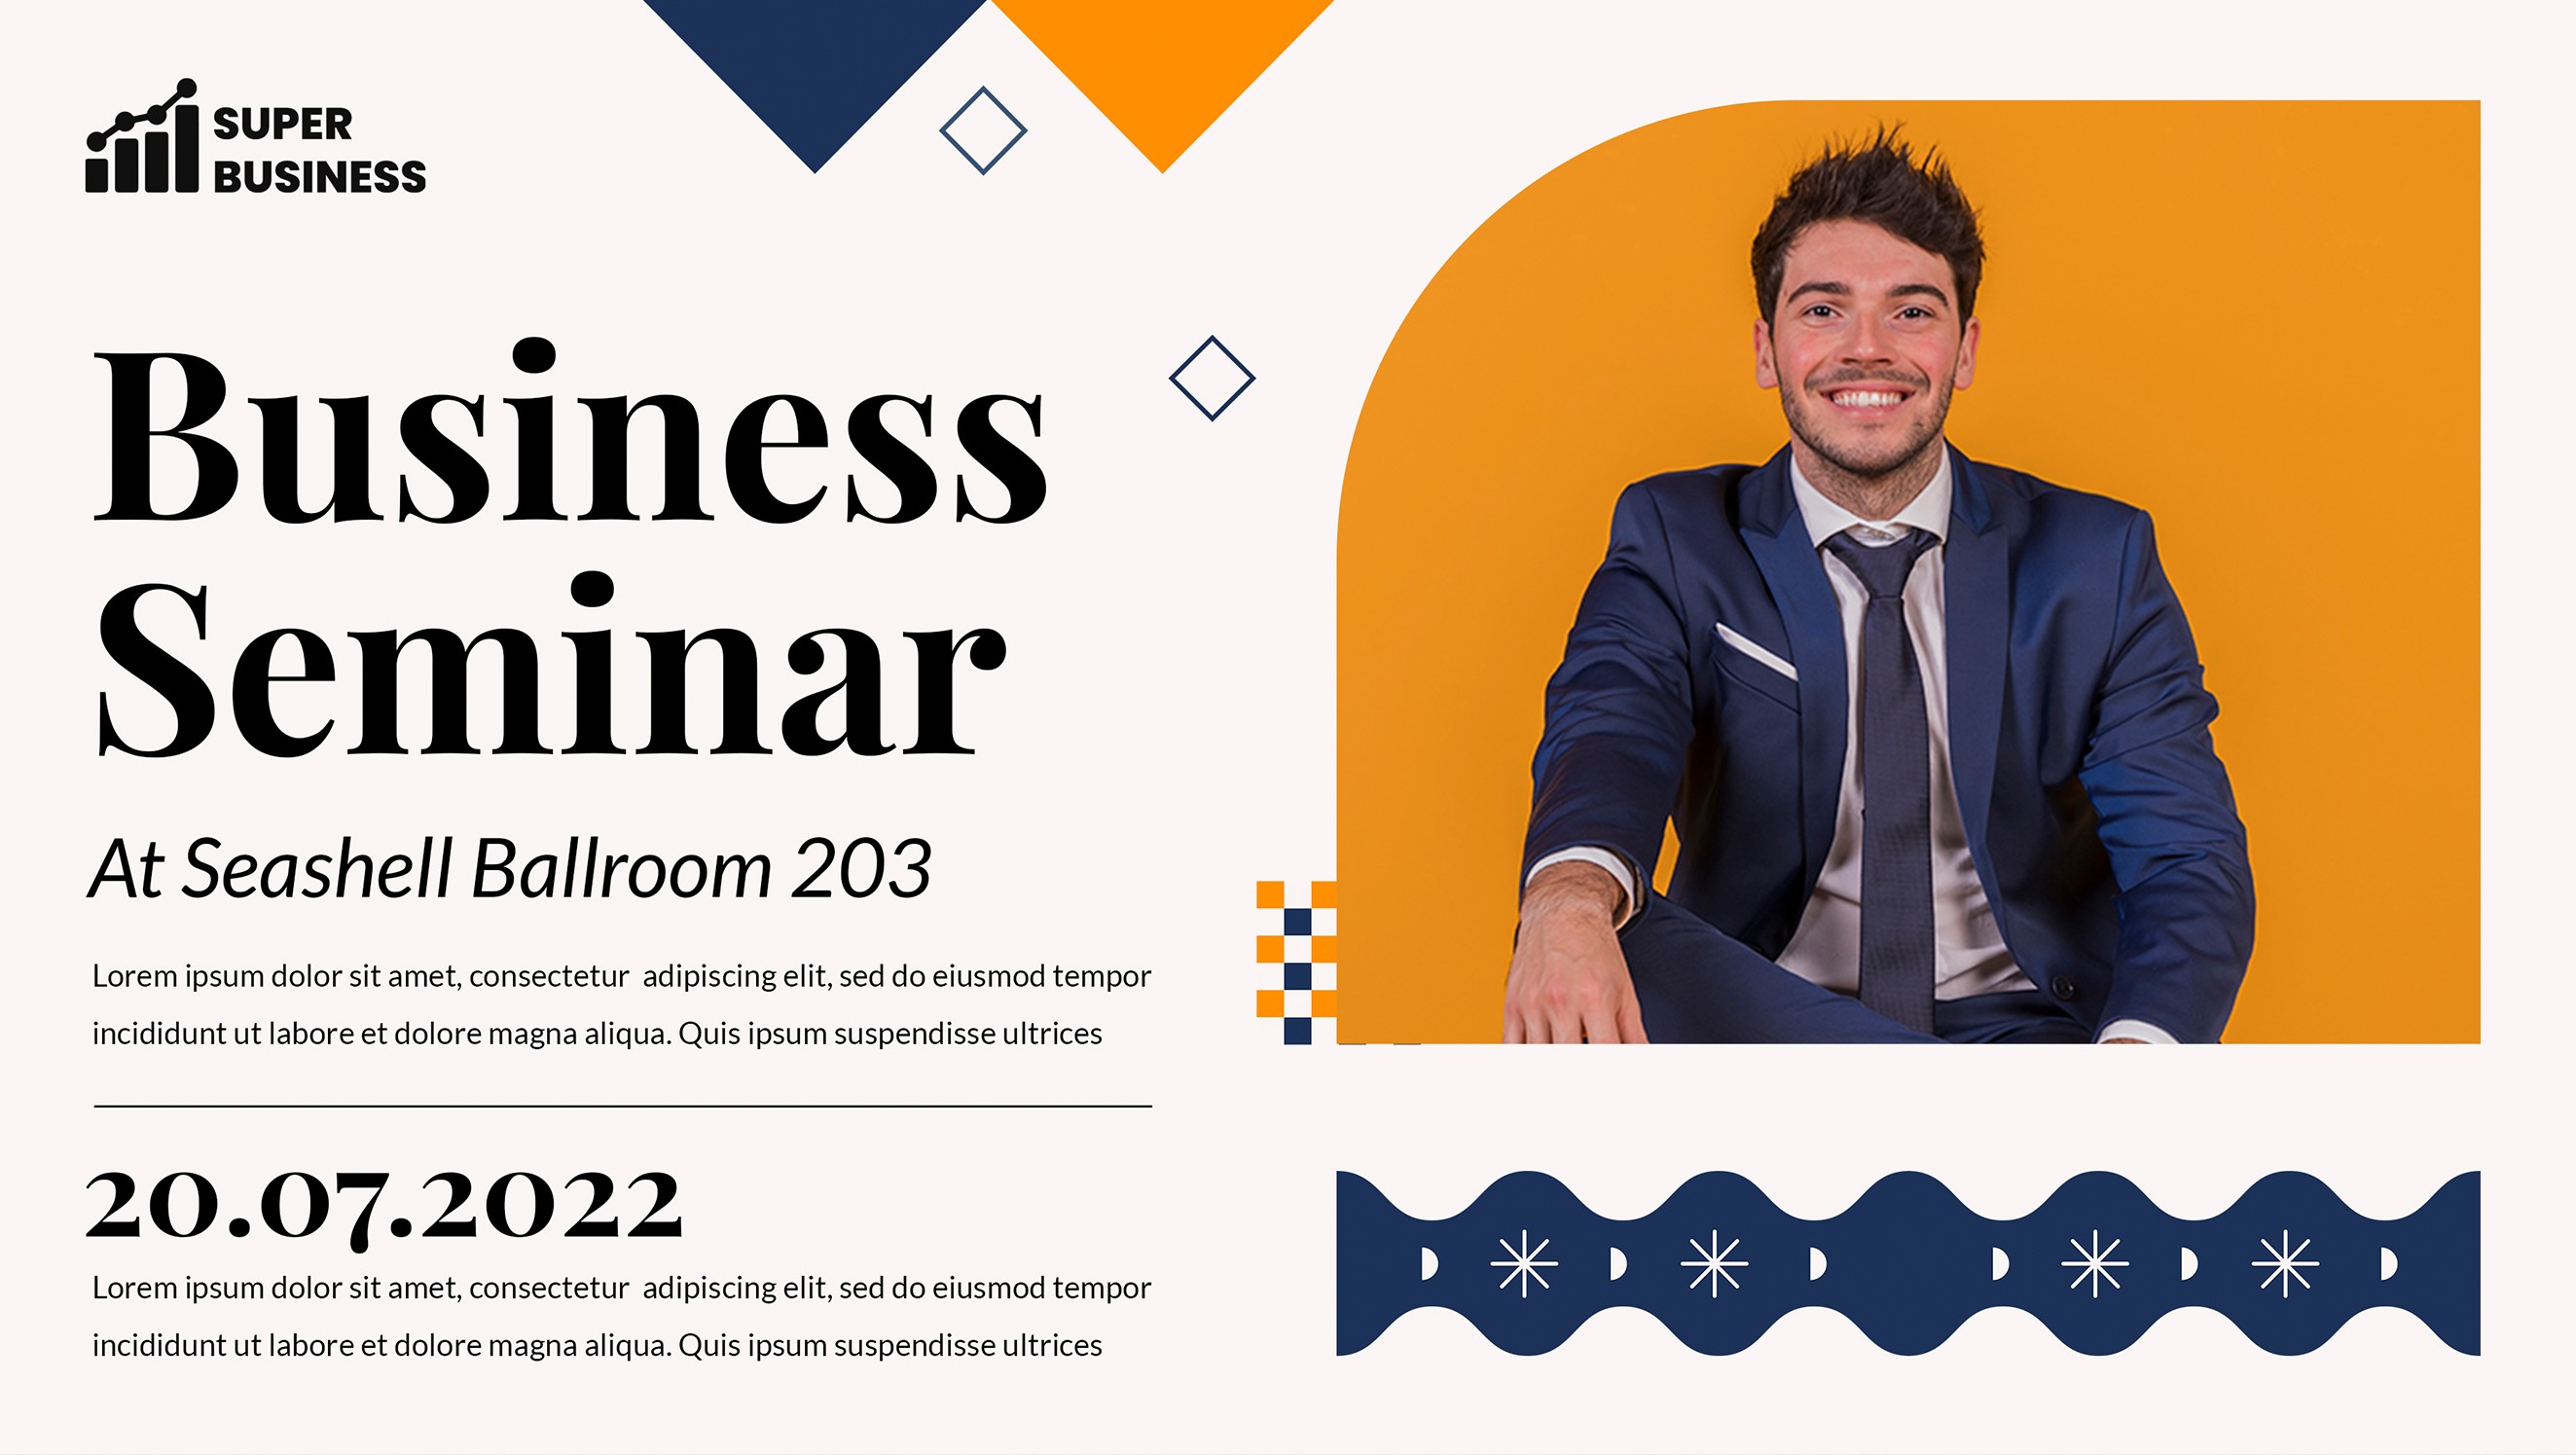 SUPER
BUSINESS
Business
Seminar
At Seashell Ballroom 203
Lorem ipsum dolor sit amet, consectetur  adipiscing elit, sed do eiusmod tempor
incididunt ut labore et dolore magna aliqua. Quis ipsum suspendisse ultrices
20.07.2022
Lorem ipsum dolor sit amet, consectetur  adipiscing elit, sed do eiusmod tempor
incididunt ut labore et dolore magna aliqua. Quis ipsum suspendisse ultrices